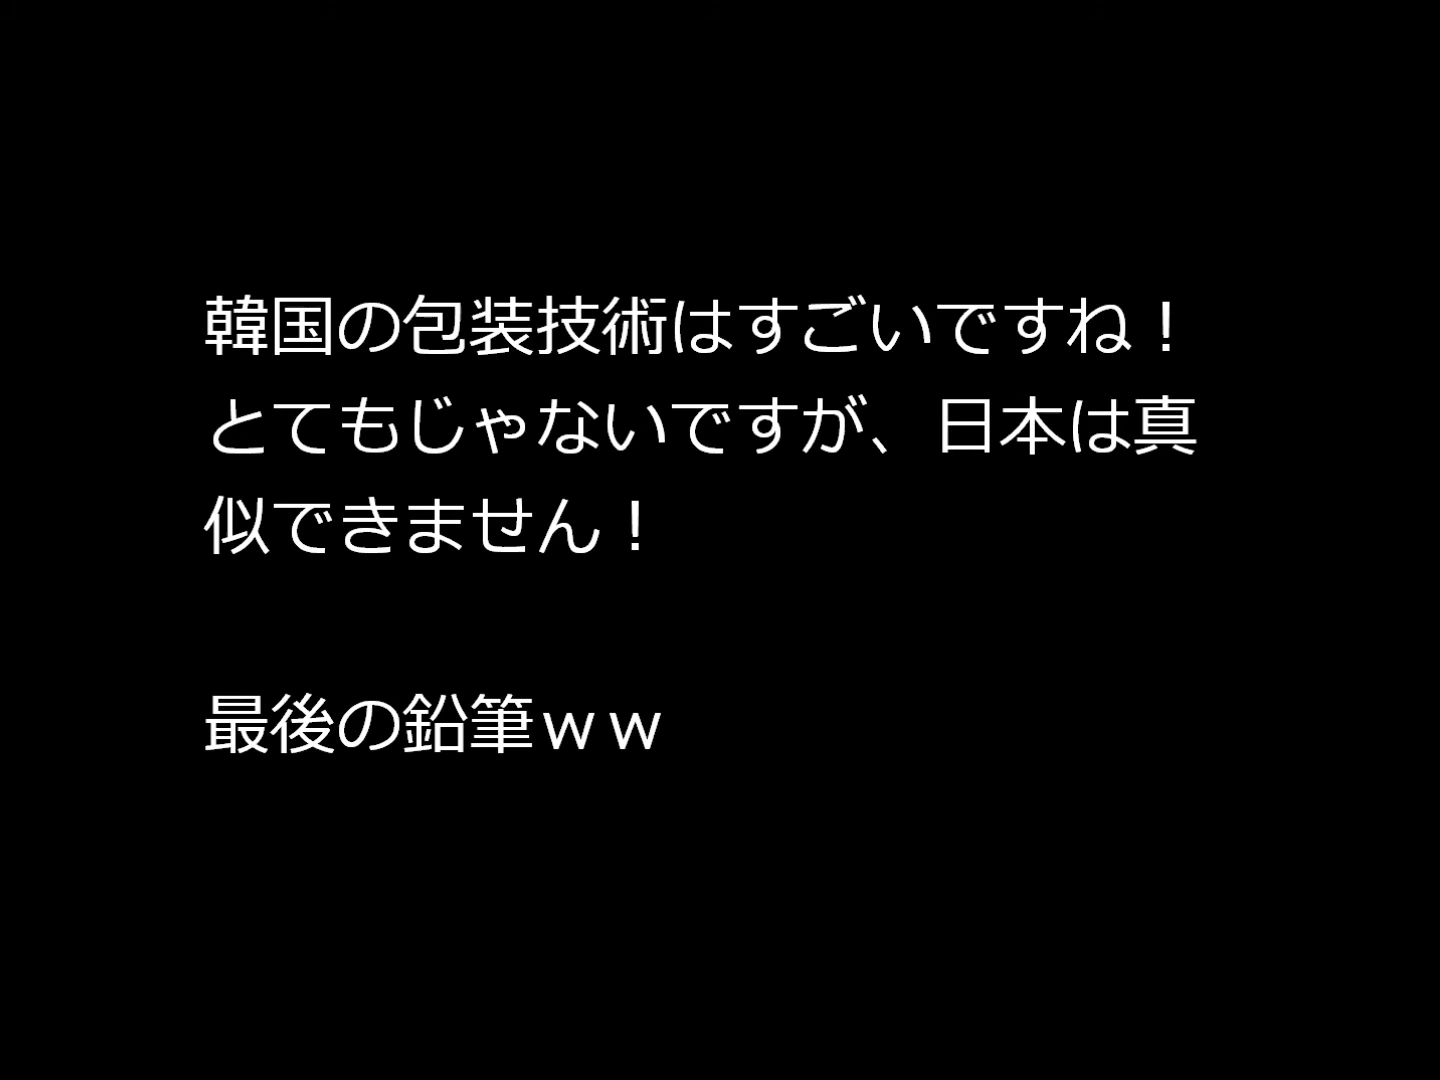 韓国の包装技術はすごいですね！
とてもじゃないですが、日本は真
似できません！
最後の鉛筆ｗｗ